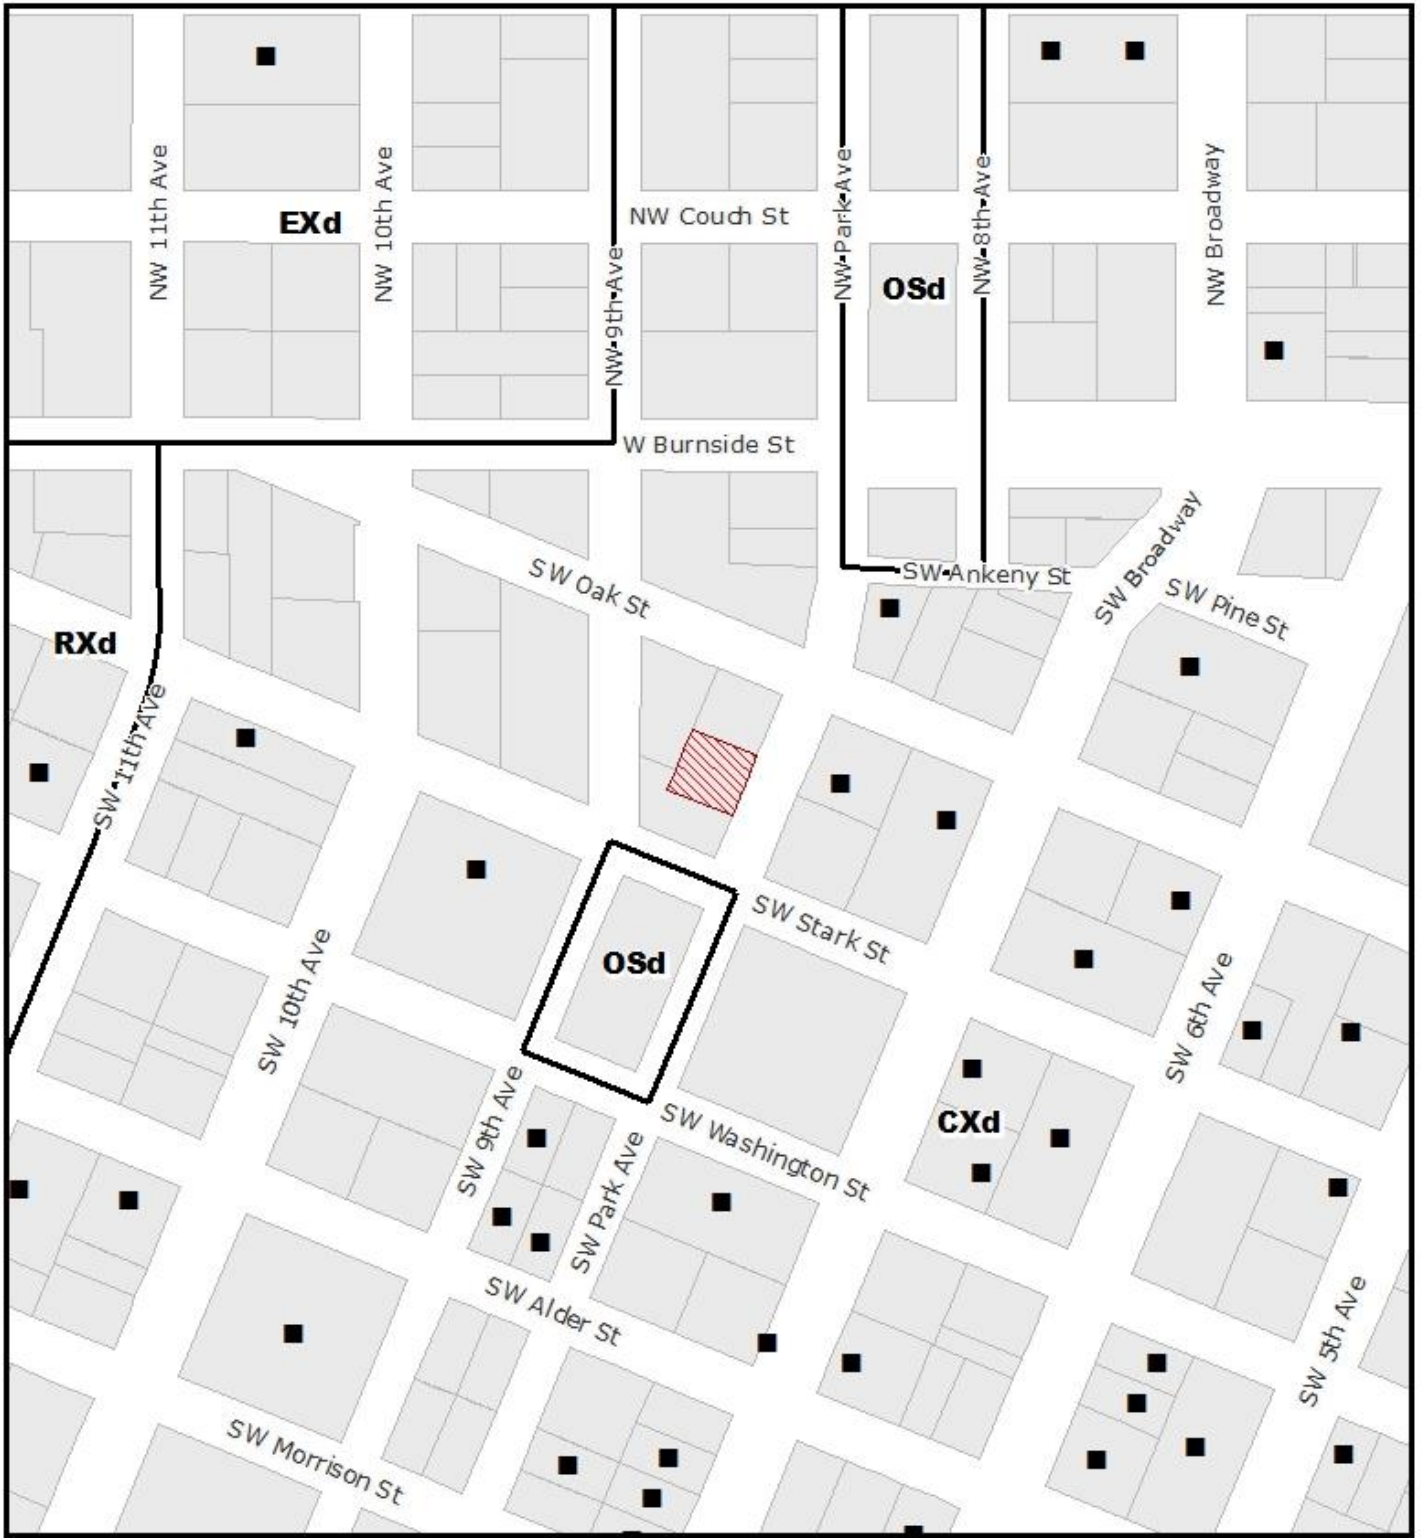 NW 11th Ave
NW 10th Ave
NW 9th Ave
NW Park Ave
NW 8th Ave
NW Broadway
EXd
NW Couch St
OSd
W Burnside St
SW Oak St
SW Ankeny St
SW Broadway
SW Pine St
RXd
SW 11th Ave
SW Stark St
OSd
SW 10th Ave
SW 6th Ave
SW 9th Ave
SW Park Ave
SW Washington St
CXd
SW Alder St
SW 5th Ave
SW Morrison St